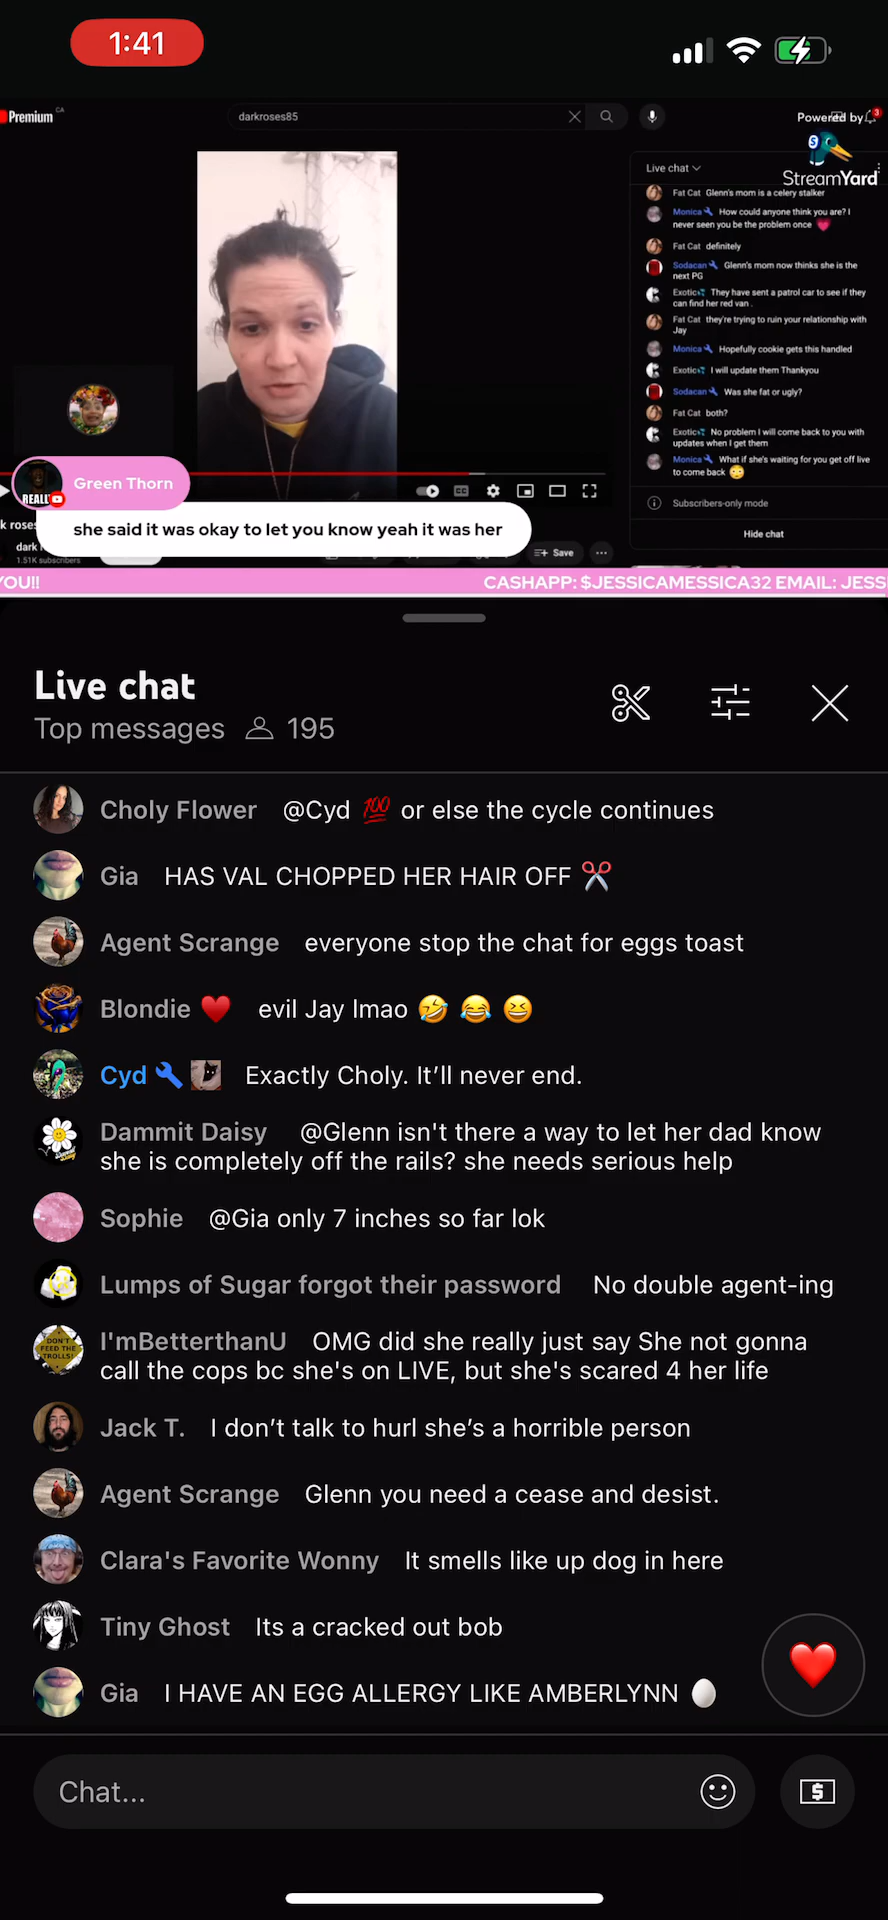 1:41
Premium CA
darkroses85
Powered by
3
StreamYard
Live chat
Fat Cat Glenn's mom is a celery stalker
Monica How could anyone think you are? I
never seen you be the problem once
Fat Cat definitely
Sodacan Glenn's mom now thinks she is the
next PG
Exotic They have sent a patrol car to see if they
can find her red van .
Fat Cat they're trying to ruin your relationship with
Jay
Monica Hopefully cookie gets this handled
Exotic I will update them Thankyou
Sodacan Was she fat or ugly?
Fat Cat both?
Exotic No problem I will come back to you with
updates when I get them
Monica What if she's waiting for you get off live
to come back 😳
Subscribers-only mode
Hide chat
REALL
Green Thorn
she said it was okay to let you know yeah it was her
k roses
dark
1.51K subscribers
Save
YOU!!
CASHAPP: $JESSICAMESSICA32 EMAIL: JESS
Live chat
Top messages 195
Choly Flower @Cyd 💯 or else the cycle continues
Gia HAS VAL CHOPPED HER HAIR OFF ✂️
Agent Scrange everyone stop the chat for eggs toast
Blondie ♥️ evil Jay lmao 🤣 😂 😆
Cyd 🔧 Exactly Choly. It’ll never end.
Dammit Daisy @Glenn isn't there a way to let her dad know
she is completely off the rails? she needs serious help
Sophie @Gia only 7 inches so far lok
Lumps of Sugar forgot their password No double agent-ing
DON'T
FEED THE
TROLLS!
I'mBetterthanU OMG did she really just say She not gonna
call the cops bc she's on LIVE, but she's scared 4 her life
Jack T. I don’t talk to hurl she’s a horrible person
Agent Scrange Glenn you need a cease and desist.
Clara's Favorite Wonny It smells like up dog in here
Tiny Ghost Its a cracked out bob
Gia I HAVE AN EGG ALLERGY LIKE AMBERLYNN 🥚
Chat...